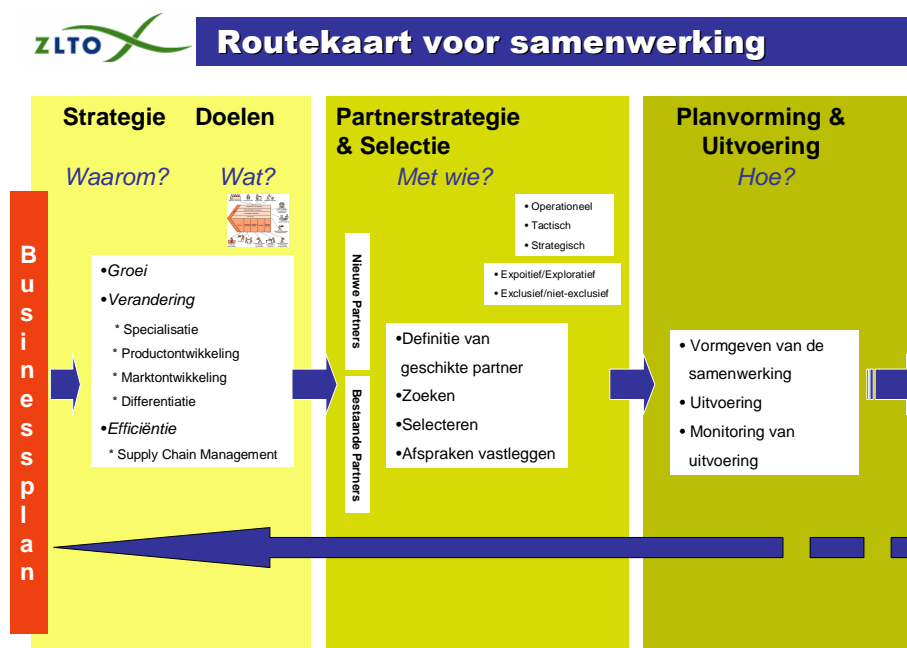 ZLTO
Routekaart voor samenwerking
Strategie Doelen
Waarom? Wat?
Businessplan
•Groei
•Verandering
* Specialisatie
* Productontwikkeling
* Marktontwikkeling
* Differentiatie
•Efficiëntie
* Supply Chain Management
Partnerstrategie
& Selectie
Met wie?
• Operationeel
• Tactisch
• Strategisch
• Expoitief/Exploratief
• Exclusief/niet-exclusief
Nieuwe Partners
Bestaande Partners
•Definitie van
geschikte partner
•Zoeken
•Selecteren
•Afspraken vastleggen
Planvorming &
Uitvoering
Hoe?
• Vormgeven van de
samenwerking
• Uitvoering
• Monitoring van
uitvoering